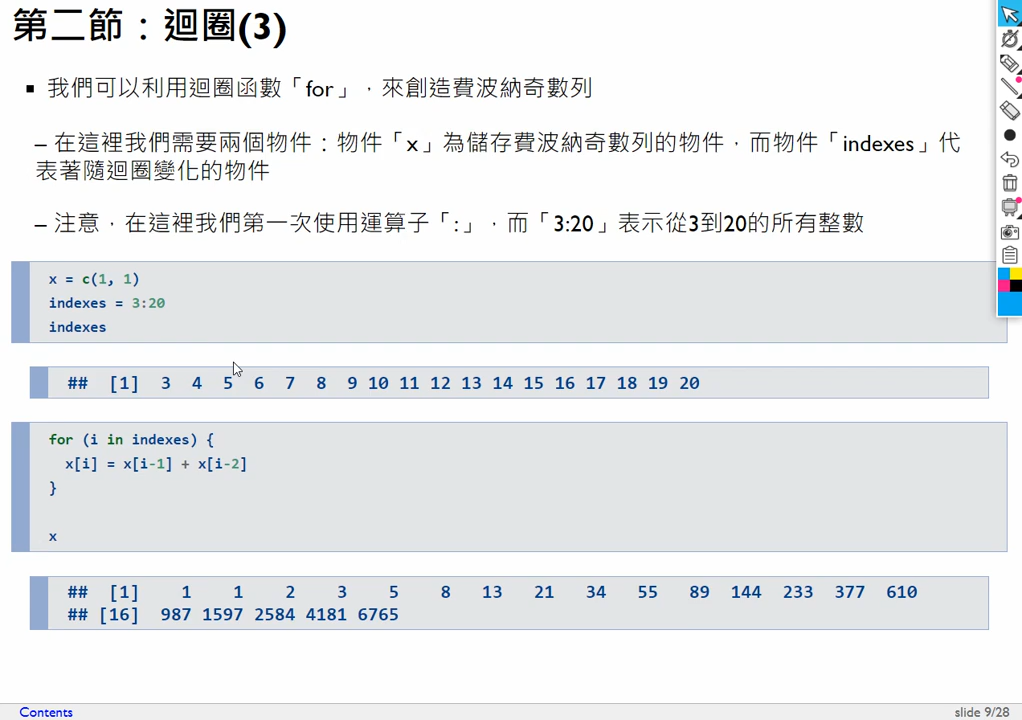 第二節：迴圈(3)
▪ 我們可以利用迴圈函數「for」，來創造費波納奇數列
– 在這裡我們需要兩個物件：物件「x」為儲存費波納奇數列的物件，而物件「indexes」代
表著隨迴圈變化的物件
– 注意，在這裡我們第一次使用運算子「:」，而「3:20」表示從3到20的所有整數
x = c(1, 1)
indexes = 3:20
indexes
## [1] 3 4 5 6 7 8 9 10 11 12 13 14 15 16 17 18 19 20
for (i in indexes) {
x[i] = x[i-1] + x[i-2]
}
x
## [1] 1 1 2 3 5 8 13 21 34 55 89 144 233 377 610
## [16] 987 1597 2584 4181 6765
Contents
slide 9/28